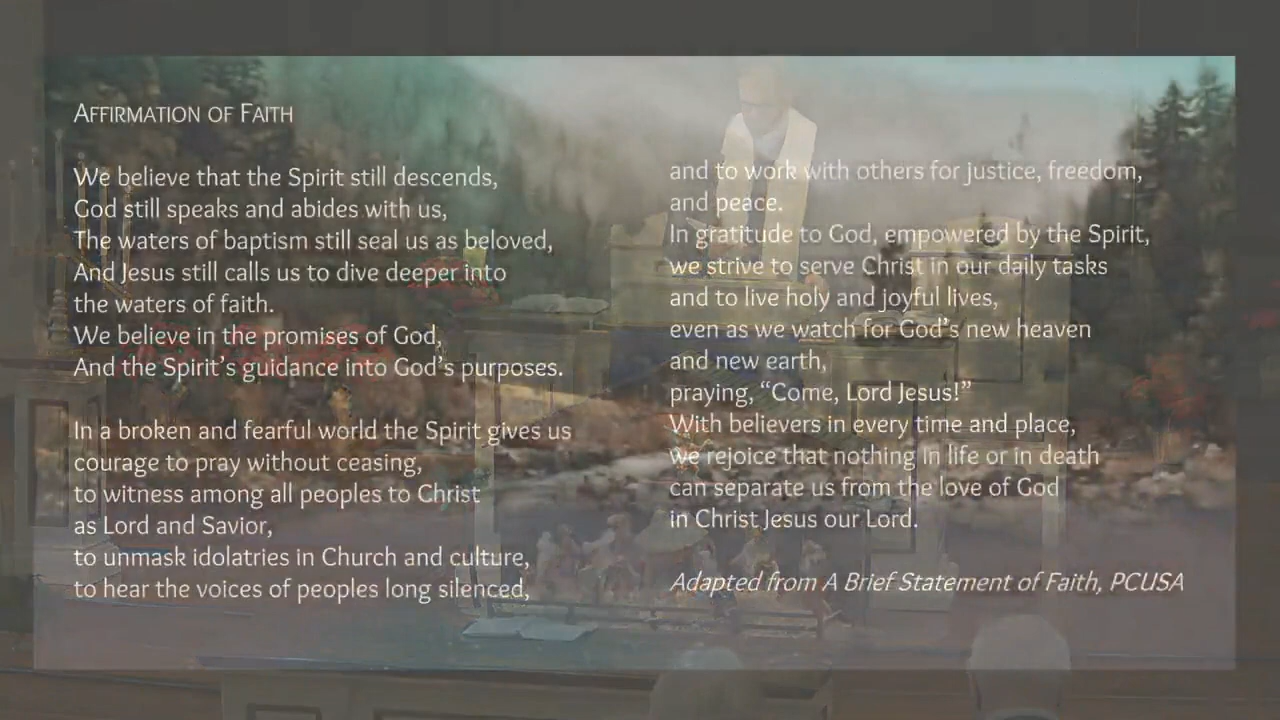 AFFIRMATION OF FAITH
We believe that the Spirit still descends,
God still speaks and abides with us,
The waters of baptism still seal us as beloved,
And Jesus still calls us to dive deeper into
the waters of faith.
We believe in the promises of God,
And the Spirit’s guidance into God’s purposes.
In a broken and fearful world the Spirit gives us
courage to pray without ceasing,
to witness among all peoples to Christ
as Lord and Savior,
to unmask idolatries in Church and culture,
to hear the voices of peoples long silenced,
and to work with others for justice, freedom,
and peace.
In gratitude to God, empowered by the Spirit,
we strive to serve Christ in our daily tasks
and to live holy and joyful lives,
even as we watch for God’s new heaven
and new earth,
praying, “Come, Lord Jesus!”
With believers in every time and place,
we rejoice that nothing in life or in death
can separate us from the love of God
in Christ Jesus our Lord.
Adapted from A Brief Statement of Faith, PCUSA